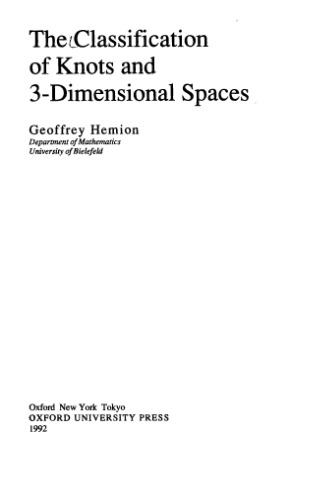 The Classification
of Knots and
3-Dimensional Spaces
Geoffrey Hemion
Department of Mathematics
University of Bielefeld
Oxford New York Tokyo
OXFORD UNIVERSITY PRESS
1992